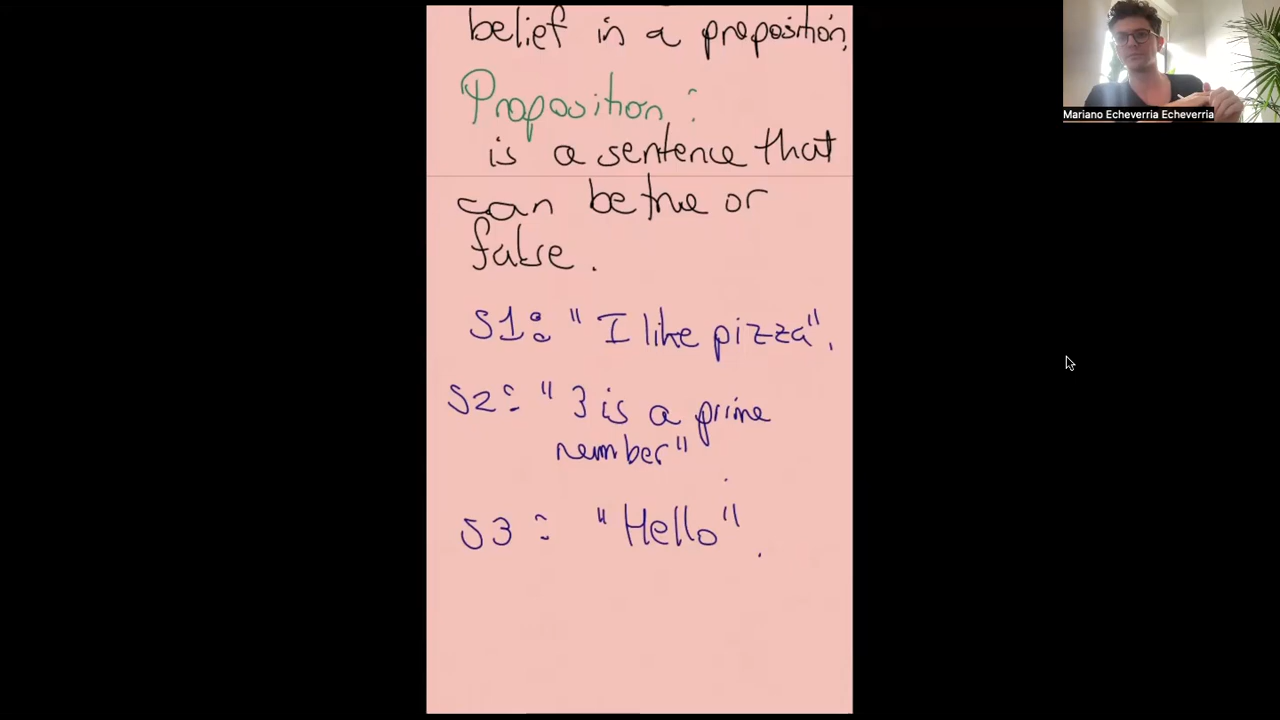 belief in a proposition,
Proposition:
is a sentence that
can be true or
false.
S1: "I like pizza".
S2: "3 is a prime
number"
S3: "Hello".
Mariano Echeverria Echeverria